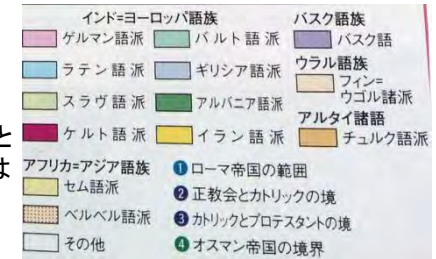 インド=ヨーロッパ語族
ゲルマン語派
バルト語派
ラテン語派
ギリシア語派
スラヴ語派
アルバニア語派
ケルト語派
イラン語派
バスク語族
バスク語
ウラル語族
フィン=
ウゴル諸派
アルタイ諸語
チュルク語派
と
は
アフリカ=アジア語族
セム語派
ベルベル語派
その他
❶ローマ帝国の範囲
❷正教会とカトリックの境
❸カトリックとプロテスタントの境
❹オスマン帝国の境界